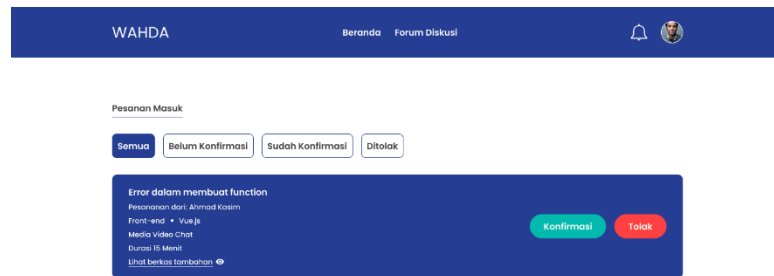 WAHDA
Beranda Forum Diskusi
Pesanan Masuk
Semua Belum Konfirmasi Sudah Konfirmasi Ditolak
Error dalam membuat function
Pesananan dari: Ahmad Kasim
Front-end • Vue.js
Media Video Chat
Durasi 15 Menit
Lihat berkas tambahan
Konfirmasi Tolak